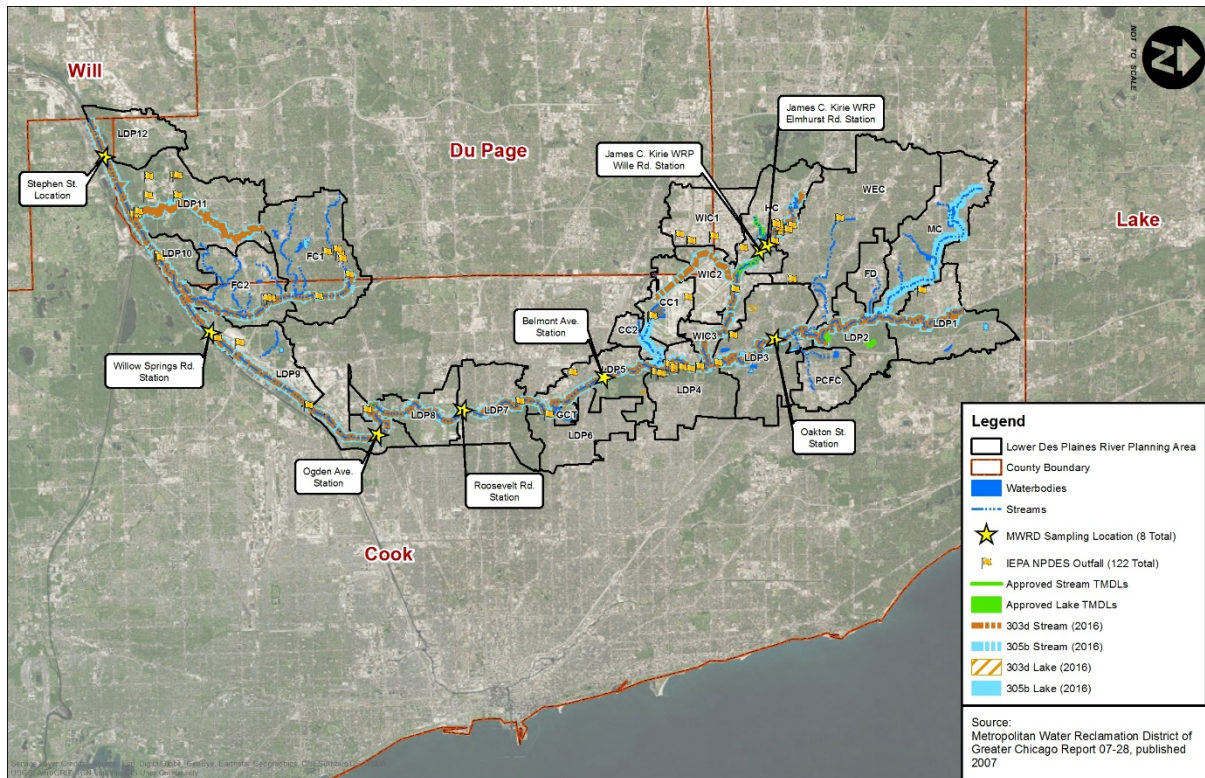 NOT TO SCALE
N
Will
LDP12
James C. Kirie WRP
Elmhurst Rd. Station
Du Page
James C. Kirie WRP
Wille Rd. Station
Stephen St.
Location
LDP11
HC
WEC
WIC1
MC
Lake
LDP10
FC1
FC2
WIC2
FD
CC1
Belmont Ave.
Station
CC2
WIC3
LDP2
LDP1
Willow Springs Rd.
Station
LDP9
LDP5
LDP3
LDP4
PCFC
LDP8
LDP7
GCT
LDP6
Ogden Ave.
Station
Roosevelt Rd.
Station
Oakton St.
Station
Cook
Legend
Lower Des Plaines River Planning Area
County Boundary
Waterbodies
Streams
MWRD Sampling Location (8 Total)
IEPA NPDES Outfall (122 Total)
Approved Stream TMDLs
Approved Lake TMDLs
303d Stream (2016)
305b Stream (2016)
303d Lake (2016)
305b Lake (2016)
Source:
Metropolitan Water Reclamation District of
Greater Chicago Report 07-28, published
2007